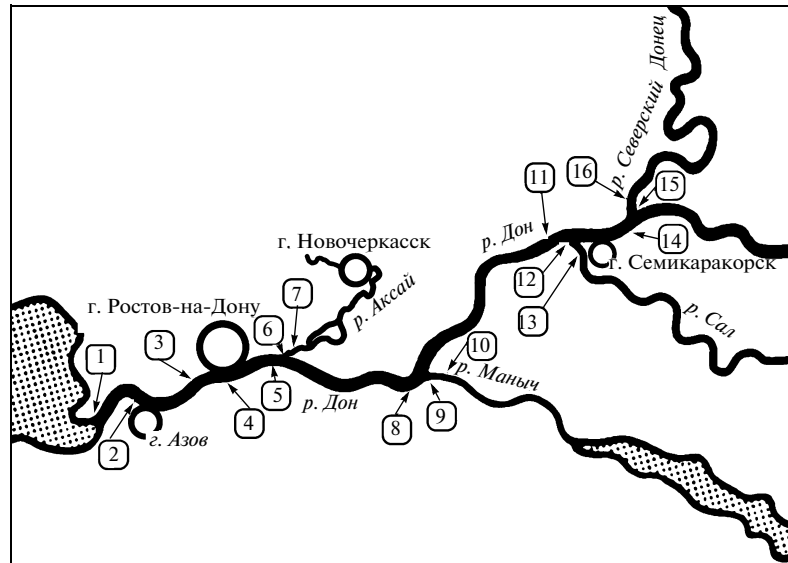 р. Северский Донец
16
15
11
р. Дон
14
г. Новочеркасск
12
г. Семикаракорск
13
г. Ростов-на-Дону
7
р. Аксай
6
р. Сал
3
10
1
р. Маныч
5
4
р. Дон
8
9
2
г. Азов